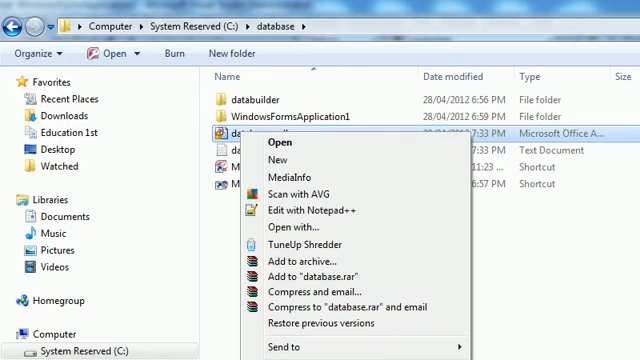 Computer ▸ System Reserved (C:) ▸ database ▸
Organize Open Burn New folder
Name Date modified Type
Favorites
Recent Places
Downloads
Education 1st
Desktop
Watched
Libraries
Documents
Music
Pictures
Videos
Homegroup
Computer
System Reserved (C:)
databuilder 28/04/2012 6:56 PM File folder
WindowsFormsApplication1 28/04/2012 6:59 PM File folder
7:33 PM Microsoft Office A...
7:33 PM Text Document
11:23 ... Shortcut
6:57 PM Shortcut
Open
New
MediaInfo
Scan with AVG
Edit with Notepad++
Open with...
TuneUp Shredder
Add to archive...
Add to "database.rar"
Compress and email...
Compress to "database.rar" and email
Restore previous versions
Send to